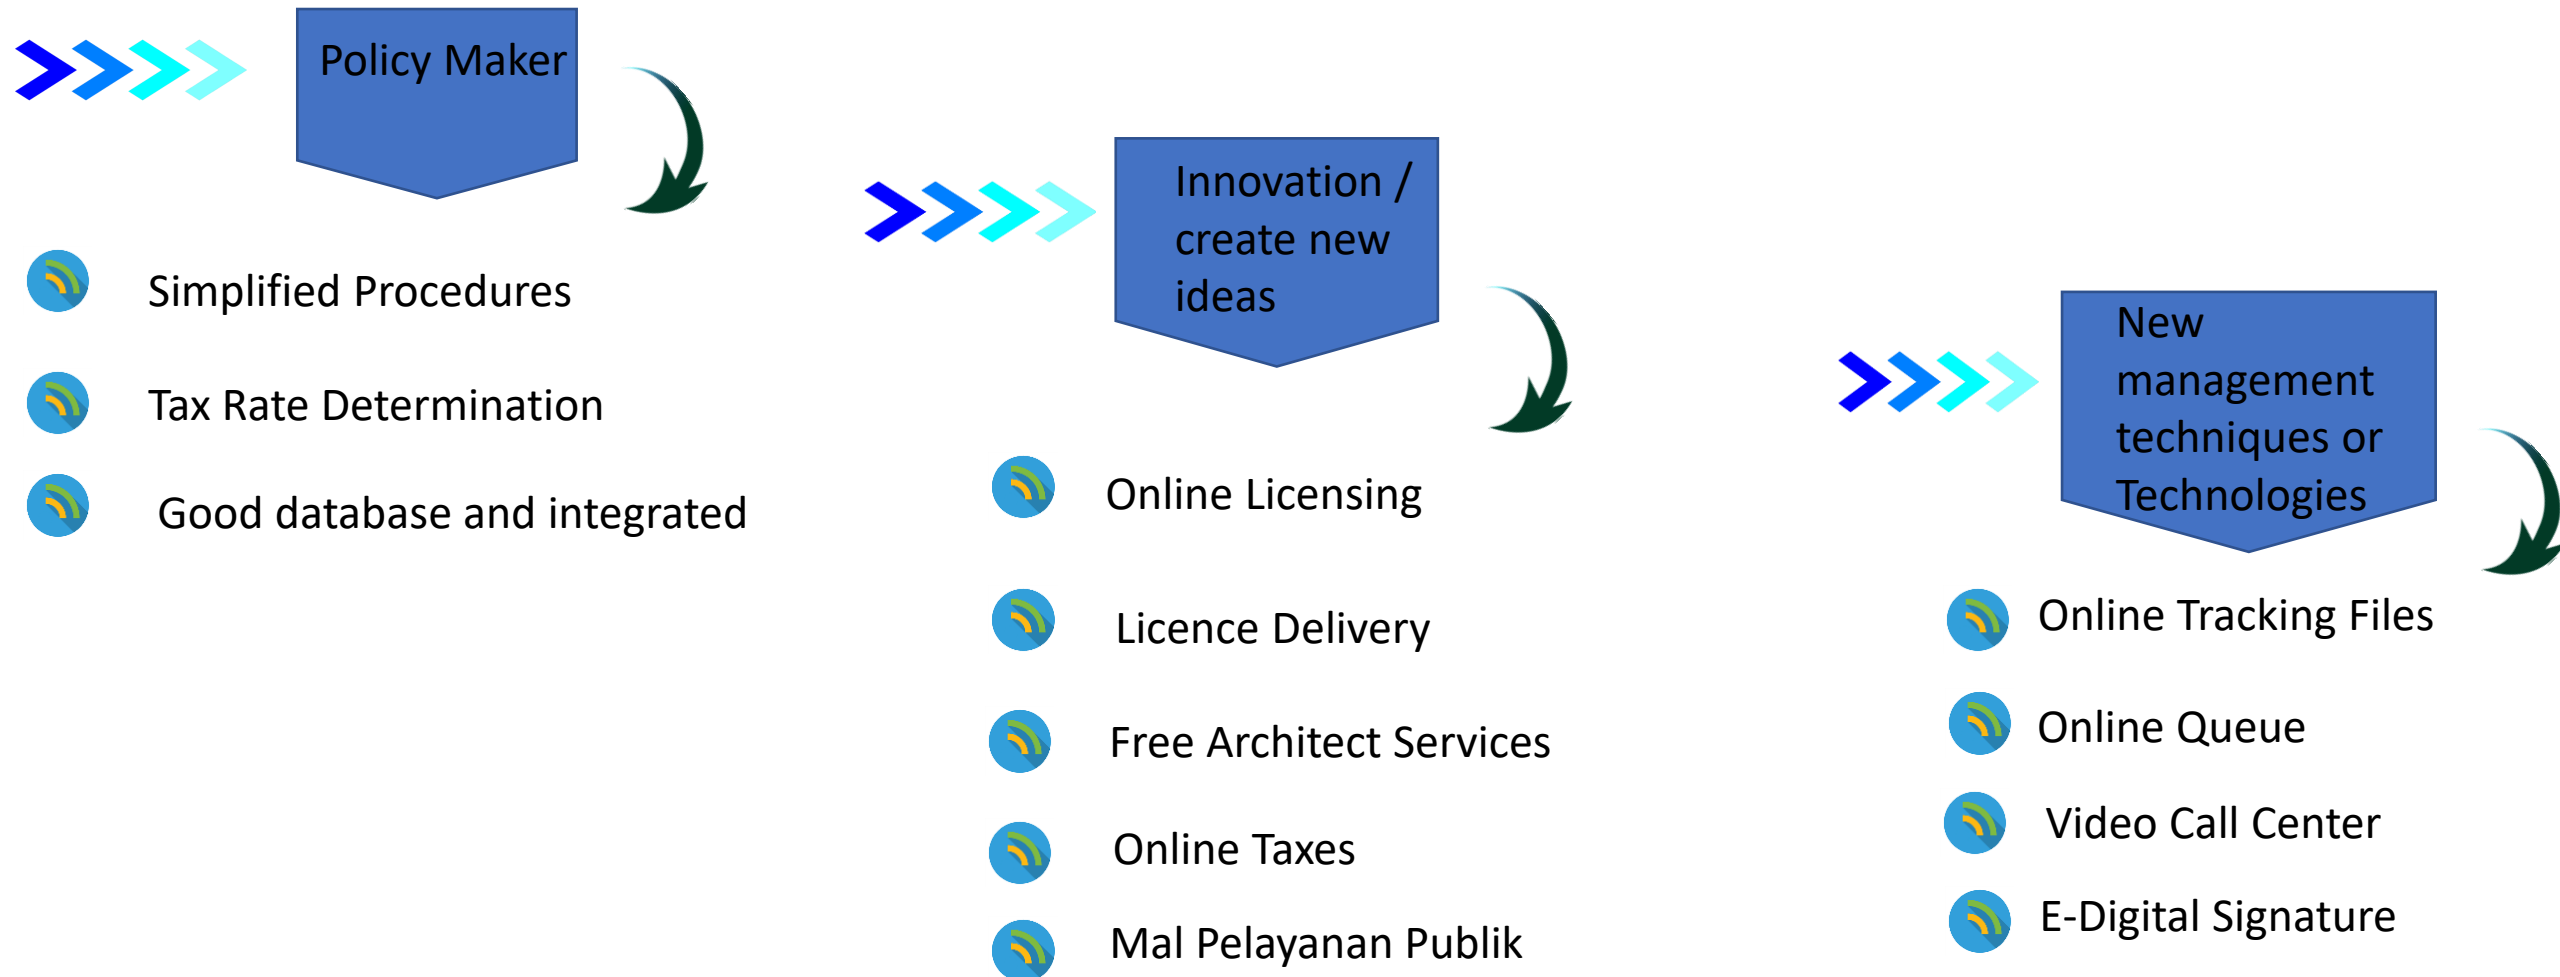 Policy Maker
Simplified Procedures
Tax Rate Determination
Good database and integrated
Innovation /
create new
ideas
Online Licensing
Licence Delivery
Free Architect Services
Online Taxes
Mal Pelayanan Publik
New
management
techniques or
Technologies
Online Tracking Files
Online Queue
Video Call Center
E-Digital Signature